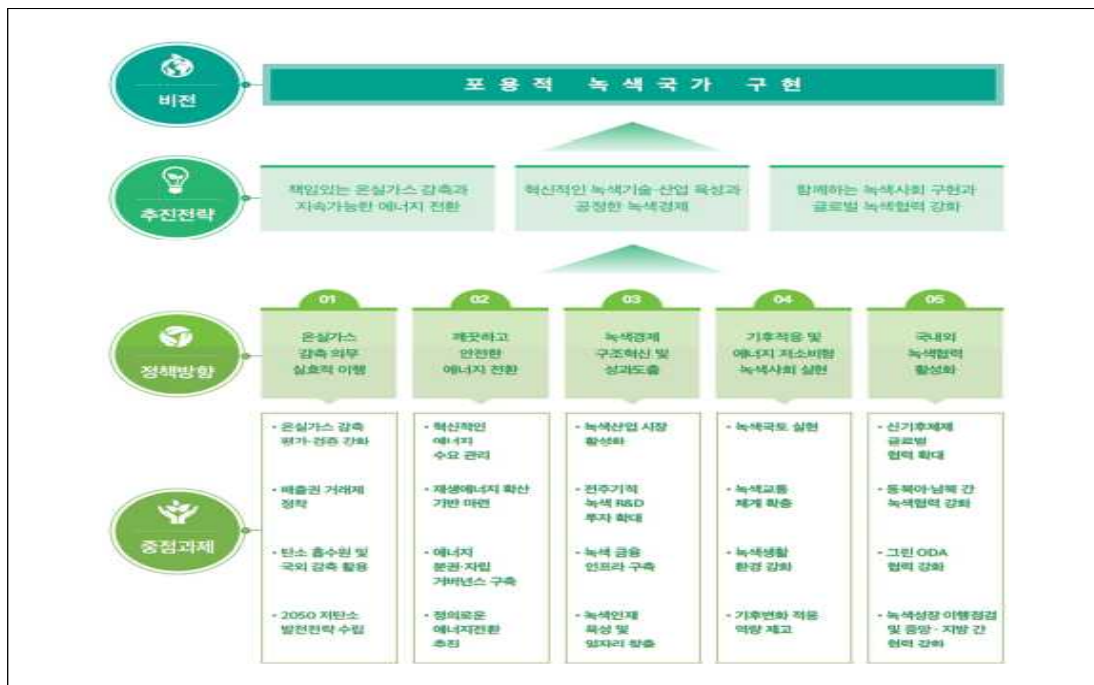 비전
포용적 녹색국가 구현
추진전략
책임있는 온실가스 감축과
지속가능한 에너지 전환
혁신적인 녹색기술·산업 육성과
공정한 녹색경제
함께하는 녹색사회 구현과
글로벌 녹색협력 강화
정책방향
01
온실가스
감축 의무
실효적 이행
02
깨끗하고
안전한
에너지 전환
03
녹색경제
구조혁신 및
성과도출
04
기후적응 및
에너지 저소비형
녹색사회 실현
05
국내외
녹색협력
활성화
중점과제
• 온실가스 감축
평가·검증 강화
• 배출권 거래제
정착
• 탄소 흡수원 및
국외 감축 활용
• 2050 저탄소
발전전략 수립
• 혁신적인
에너지
수요 관리
• 재생에너지 확산
기반 마련
• 에너지
분권·자립
거버넌스 구축
• 정의로운
에너지전환
추진
• 녹색산업 시장
활성화
• 전주기적
녹색 R&D
투자 확대
• 녹색 금융
인프라 구축
• 녹색인재
육성 및
일자리 창출
• 녹색국토 실현
• 녹색교통
체계 확충
• 녹색생활
환경 강화
• 기후변화 적응
역량 제고
• 신기후체제
글로벌
협력 확대
• 동북아·남북 간
녹색협력 강화
• 그린 ODA
협력 강화
• 녹색성장 이행점검
및 중앙·지방 간
협력 강화